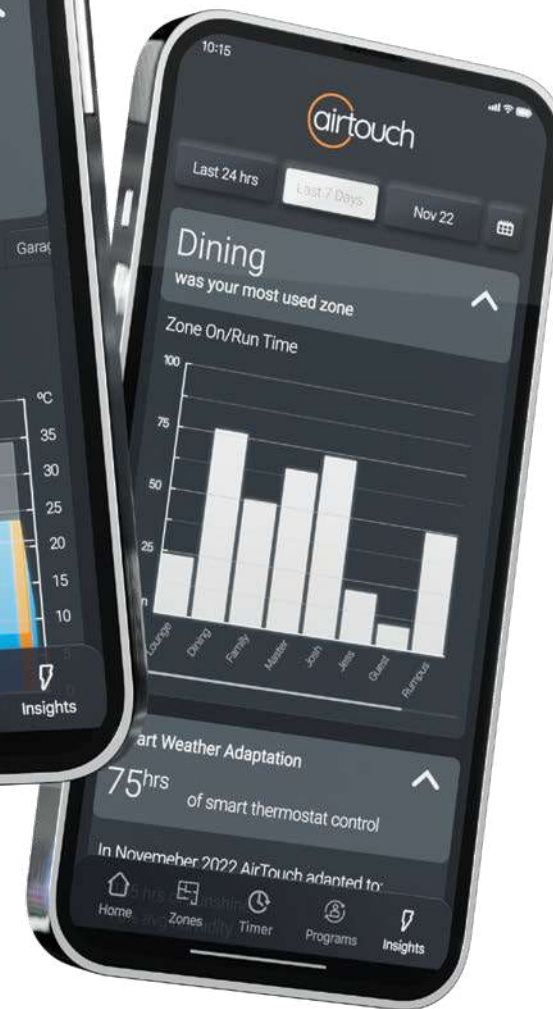 °C
35
30
25
20
15
10
Insights
10:15
airtouch
Last 24 hrs
Last 7 Days
Nov 22
Dining
was your most used zone
Zone On/Run Time
100
75
50
25
Lounge
Dining
Family
Master
Josh
Jess
Guest
Rumpus
art Weather Adaptation
75hrs
of smart thermostat control
In Novemeber 2022 AirTouch adapted to:
Home
Zones
Timer
Programs
Insights